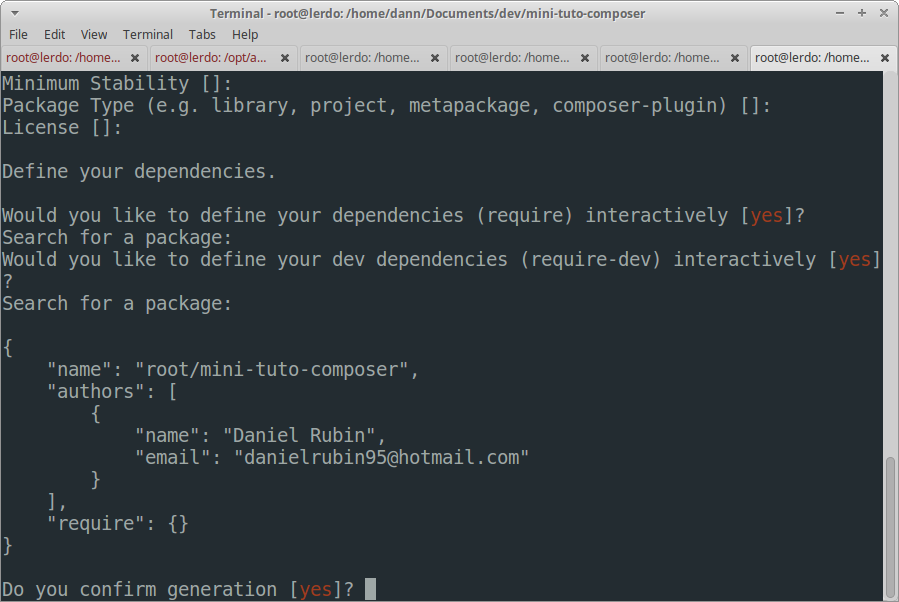 Terminal - root@lerdo: /home/dann/Documents/dev/mini-tuto-composer
File Edit View Terminal Tabs Help
root@lerdo: /home... root@lerdo: /opt/a... root@lerdo: /home... root@lerdo: /home... root@lerdo: /home... root@lerdo: /home...
Minimum Stability []:
Package Type (e.g. library, project, metapackage, composer-plugin) []:
License []:
Define your dependencies.
Would you like to define your dependencies (require) interactively [yes]?
Search for a package:
Would you like to define your dev dependencies (require-dev) interactively [yes]
?
Search for a package:
{
    "name": "root/mini-tuto-composer",
    "authors": [
        {
            "name": "Daniel Rubin",
            "email": "danielrubin95@hotmail.com"
        }
    ],
    "require": {}
}
Do you confirm generation [yes]?